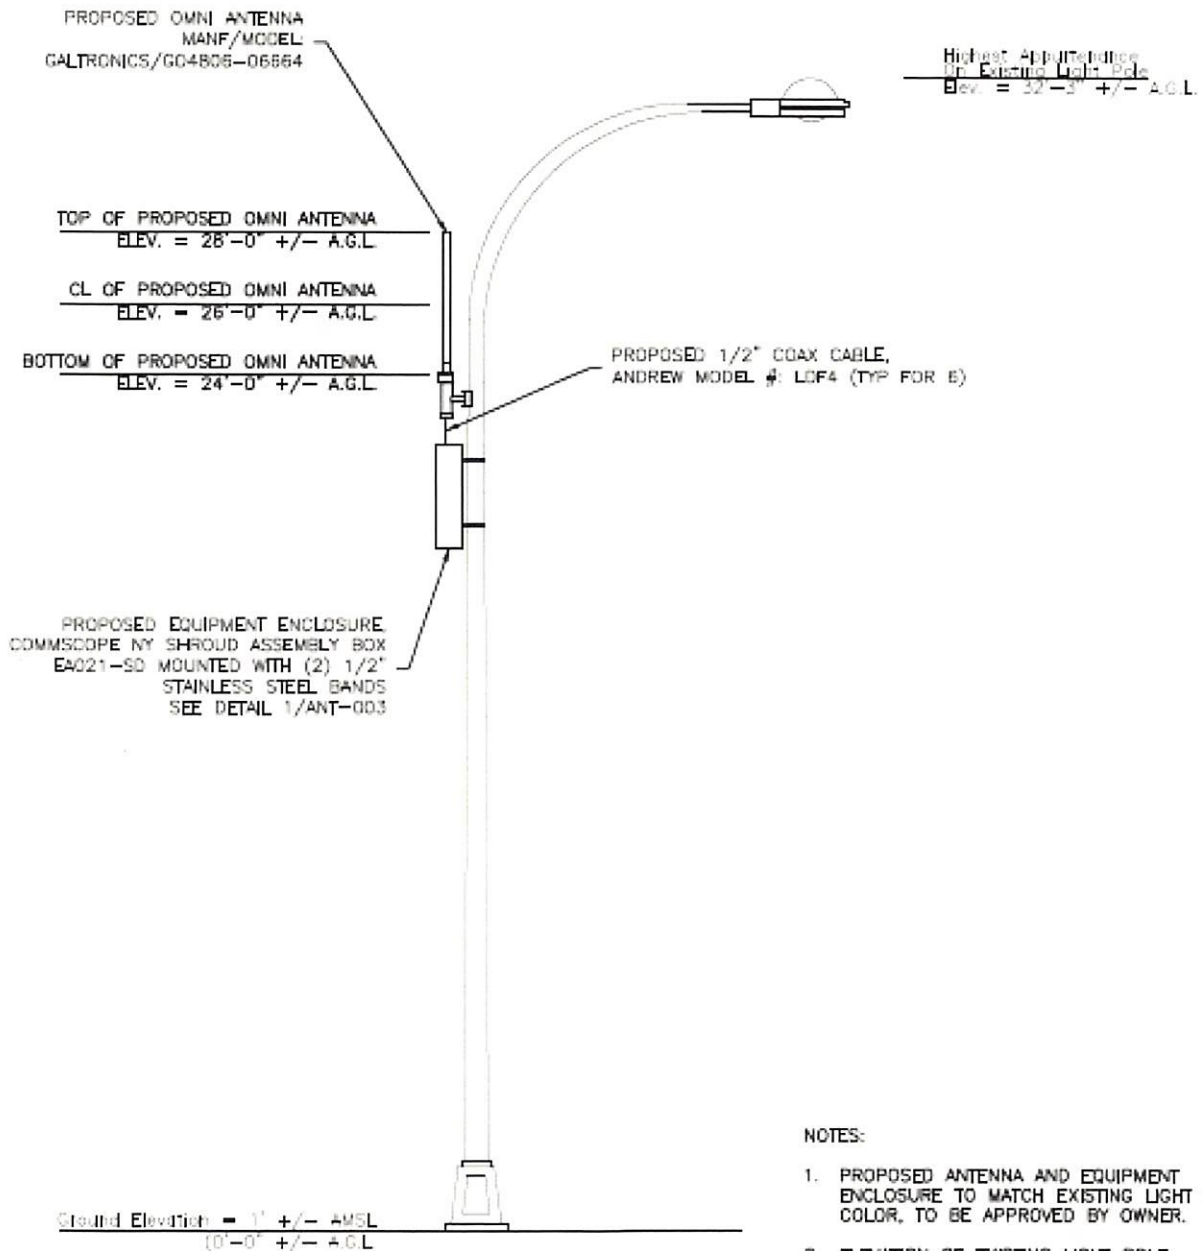 PROPOSED OMNI ANTENNA
MANF/MODEL:
GALTRONICS/GO4806-06664
Highest Appurtenance
On Existing Light Pole
Elev. = 32'-3" +/- A.G.L.
TOP OF PROPOSED OMNI ANTENNA
ELEV. = 28'-0" +/- A.G.L.
CL OF PROPOSED OMNI ANTENNA
ELEV. = 26'-0" +/- A.G.L.
BOTTOM OF PROPOSED OMNI ANTENNA
ELEV. = 24'-0" +/- A.G.L.
PROPOSED 1/2" COAX CABLE,
ANDREW MODEL #: LDF4 (TYP FOR 6)
PROPOSED EQUIPMENT ENCLOSURE,
COMMSCOPE NY SHROUD ASSEMBLY BOX
EA021-SD MOUNTED WITH (2) 1/2"
STAINLESS STEEL BANDS
SEE DETAIL 1/ANT-003
NOTES:
1. PROPOSED ANTENNA AND EQUIPMENT
ENCLOSURE TO MATCH EXISTING LIGHT
COLOR, TO BE APPROVED BY OWNER.
Ground Elevation = 1' +/- AMSL
(0'-0" +/- A.G.L.